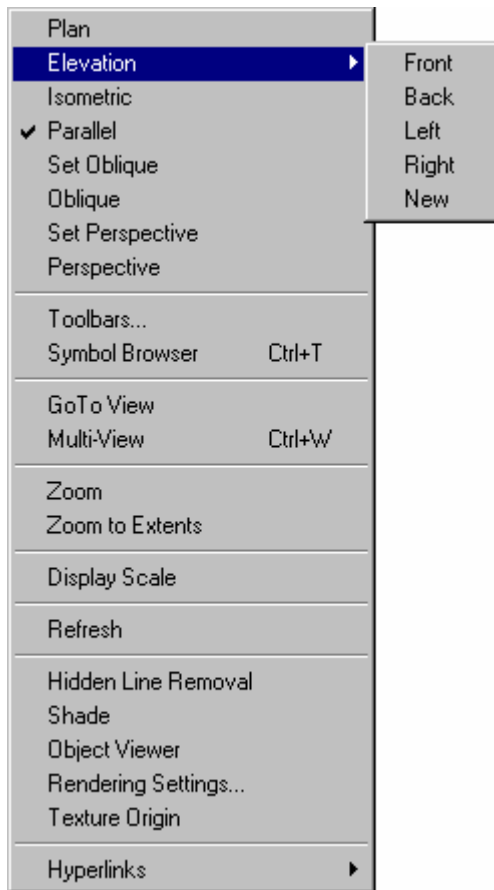 Plan
Elevation
Front
Isometric
Back
Parallel
Left
Set Oblique
Right
Oblique
New
Set Perspective
Perspective
Toolbars...
Symbol Browser Ctrl+T
GoTo View
Multi-View Ctrl+W
Zoom
Zoom to Extents
Display Scale
Refresh
Hidden Line Removal
Shade
Object Viewer
Rendering Settings...
Texture Origin
Hyperlinks